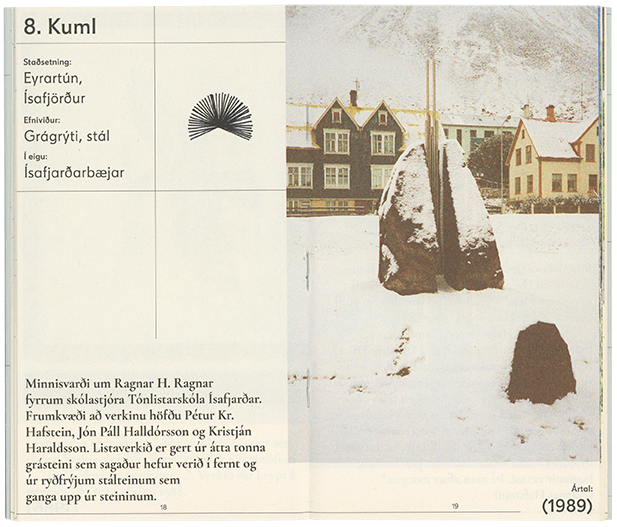 8. Kuml
Staðsetning:
Eyrartún,
Ísafjörður
Efniviður:
Grágrýti, stál
Í eigu:
Ísafjarðarbæjar
Minnisvarði um Ragnar H. Ragnar
fyrrum skólastjóra Tónlistarskóla Ísafjarðar.
Frumkvæði að verkinu höfðu Pétur Kr.
Hafstein, Jón Páll Halldórsson og Kristján
Haraldsson. Listaverkið er gert úr átta tonna
grásteini sem sagaður hefur verið í fernt og
úr ryðfrýjum stálteinum sem
ganga upp úr steininum.
18
19
Ártal:
(1989)